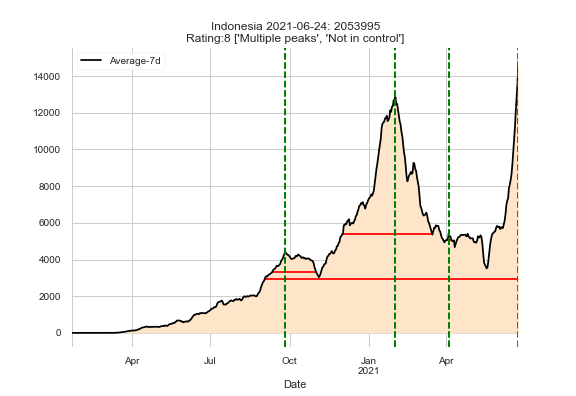 Indonesia 2021-06-24: 2053995
Rating:8 ['Multiple peaks', 'Not in control']
Average-7d
14000
12000
10000
8000
6000
4000
2000
0
Apr Jul Oct Jan Apr
2021
Date